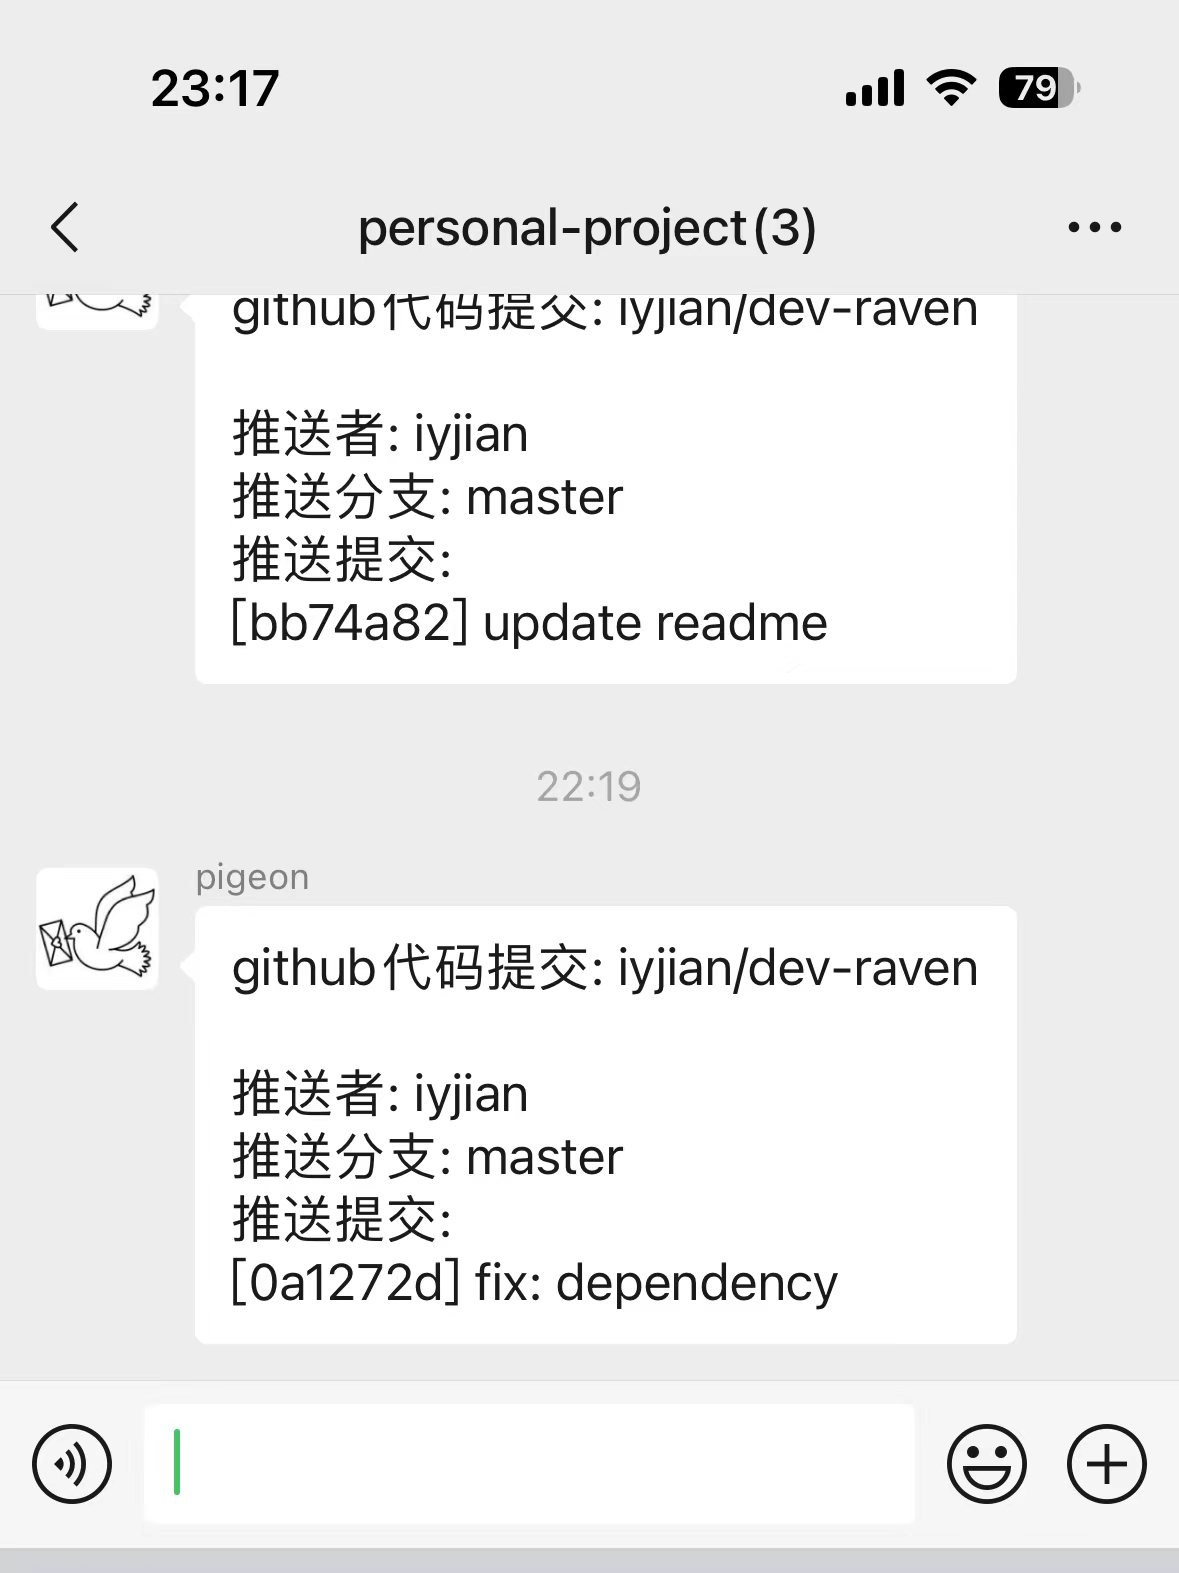 23:17
79
personal-project(3)
github代码提交: iyjian/dev-raven
推送者: iyjian
推送分支: master
推送提交:
[bb74a82] update readme
22:19
pigeon
github代码提交: iyjian/dev-raven
推送者: iyjian
推送分支: master
推送提交:
[0a1272d] fix: dependency